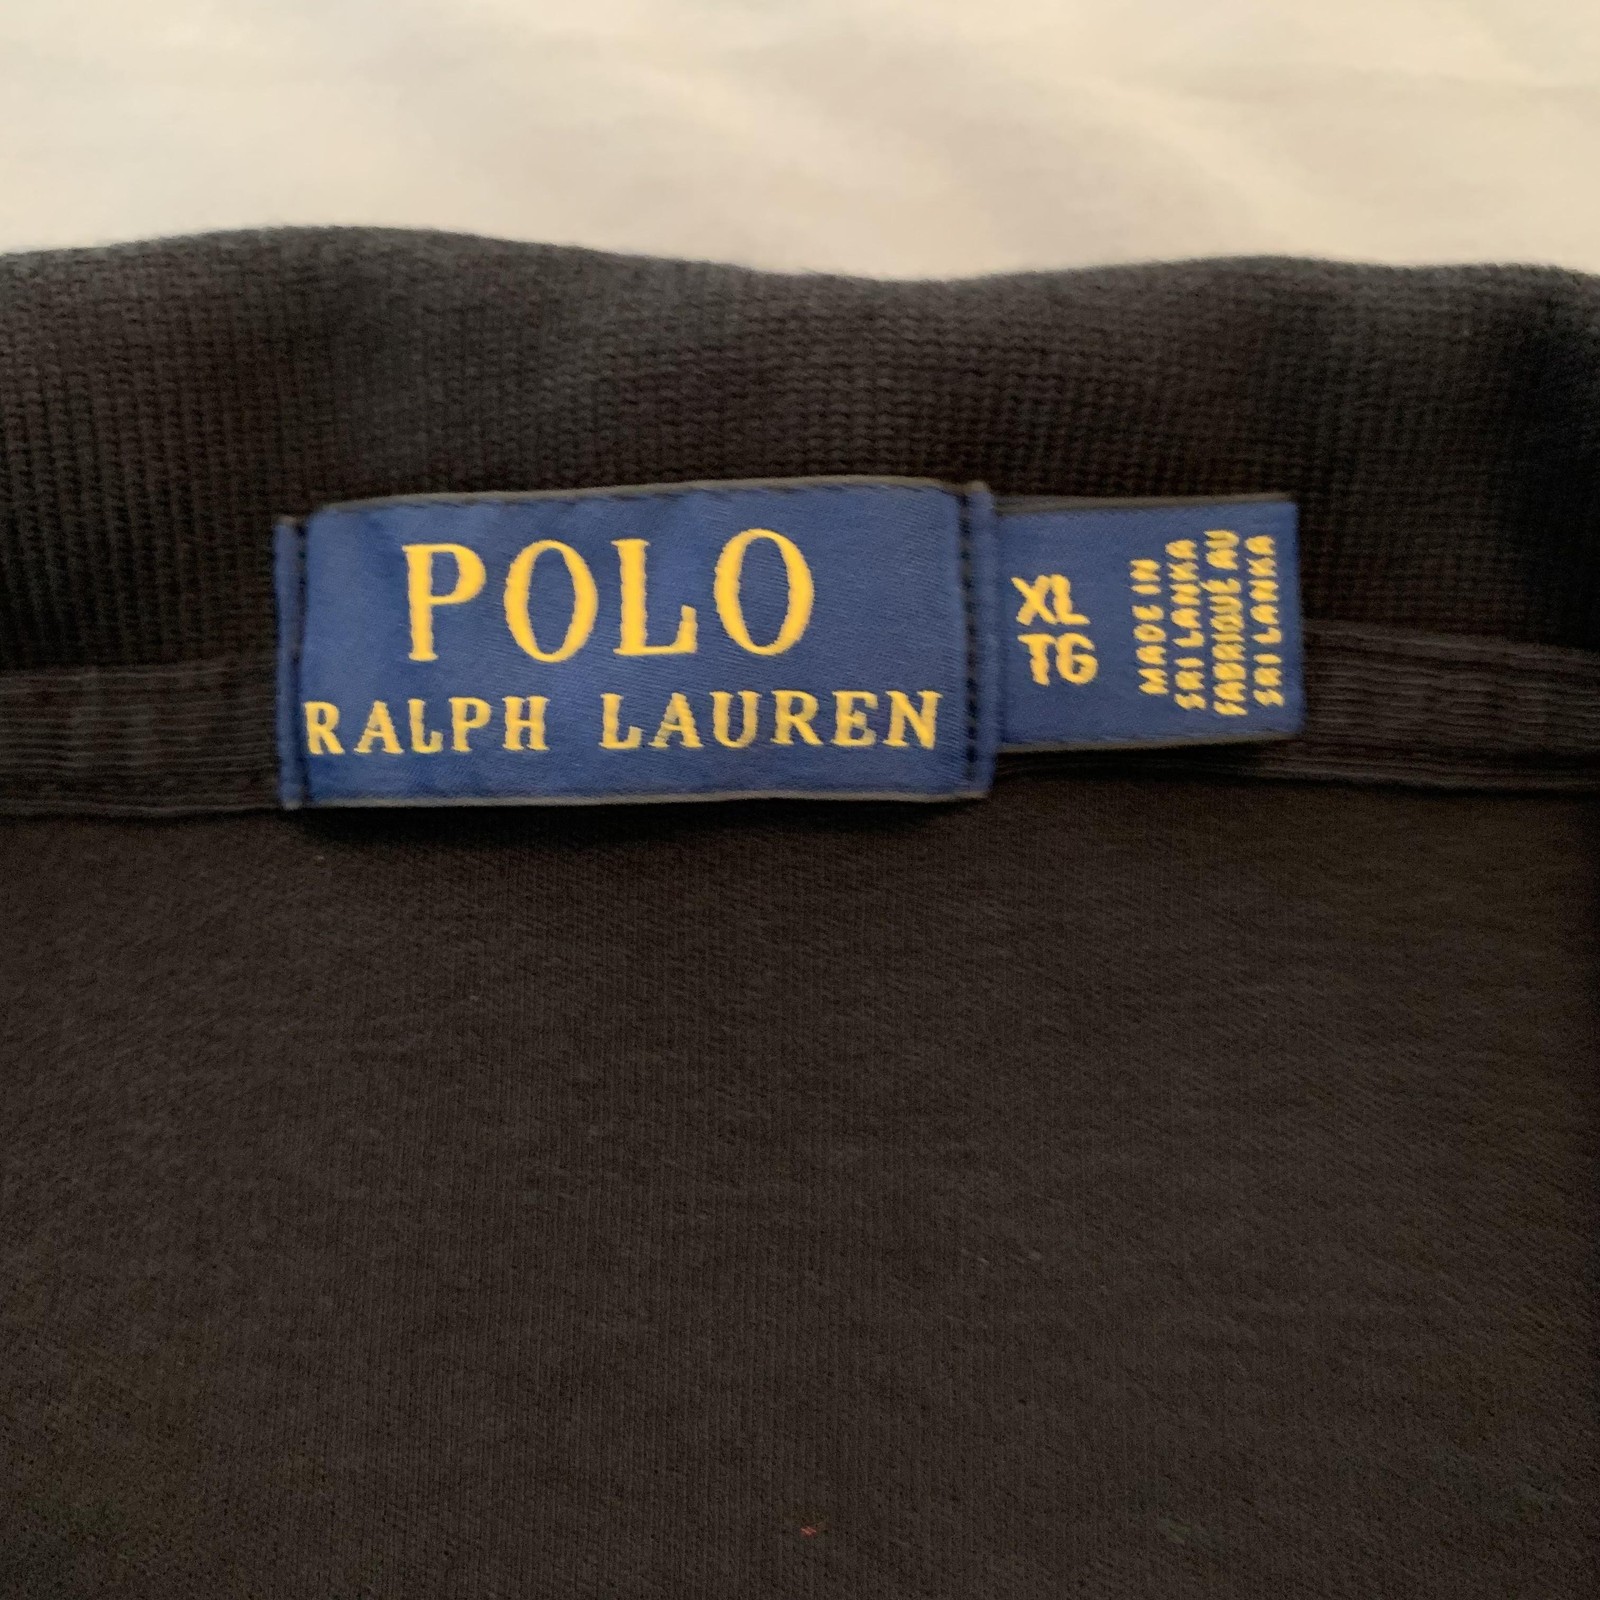 POLO
RALPH LAUREN
XL
TG
MADE IN
SRI LANKA
FABRIQUÉ AU
SRI LANKA